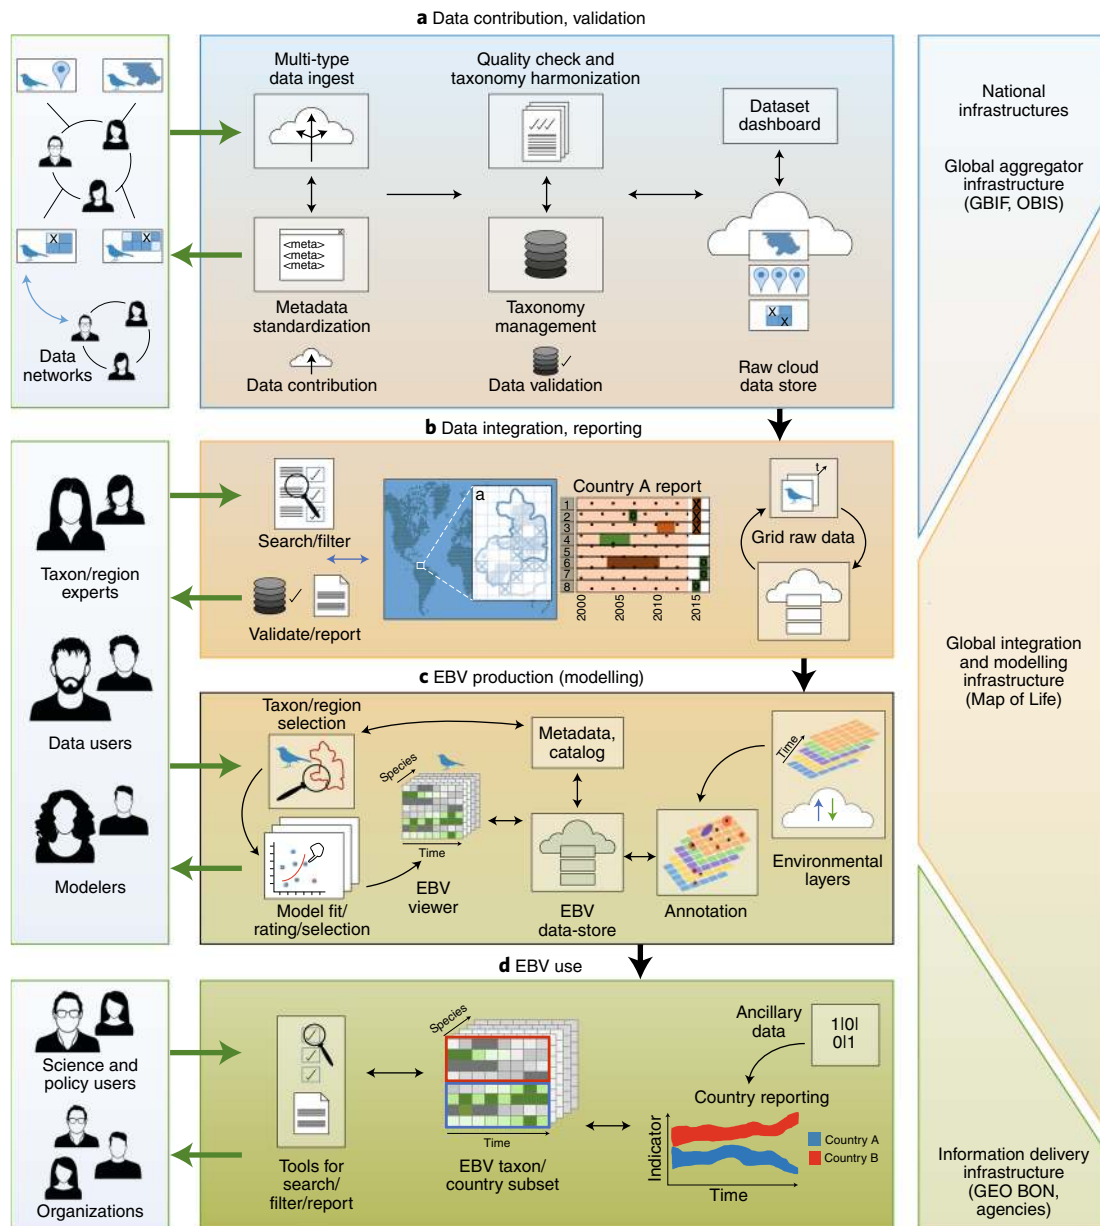 a Data contribution, validation
Multi-type
data ingest
Quality check and
taxonomy harmonization
Dataset
dashboard
X
X
<meta>
<meta>
<meta>
X
Metadata
standardization
Taxonomy
management
X
X
Data
networks
Data contribution
Data validation
Raw cloud
data store
National
infrastructures
Global aggregator
infrastructure
(GBIF, OBIS)
b Data integration, reporting
Taxon/region
experts
Search/filter
Validate/report
a
Country A report
1
2
3
4
5
6
7
8
2000
2005
2010
2015
t
Grid raw data
Data users
Modelers
c EBV production (modelling)
Taxon/region
selection
Metadata,
catalog
Species
Time
EBV
viewer
Model fit/
rating/selection
EBV
data-store
Annotation
Time
Environmental
layers
Global integration
and modelling
infrastructure
(Map of Life)
d EBV use
Science and
policy users
Organizations
Tools for
search/
filter/report
Species
Time
EBV taxon/
country subset
Ancillary
data
1|0|
0|1
Country reporting
Indicator
Time
Country A
Country B
Information delivery
infrastructure
(GEO BON,
agencies)